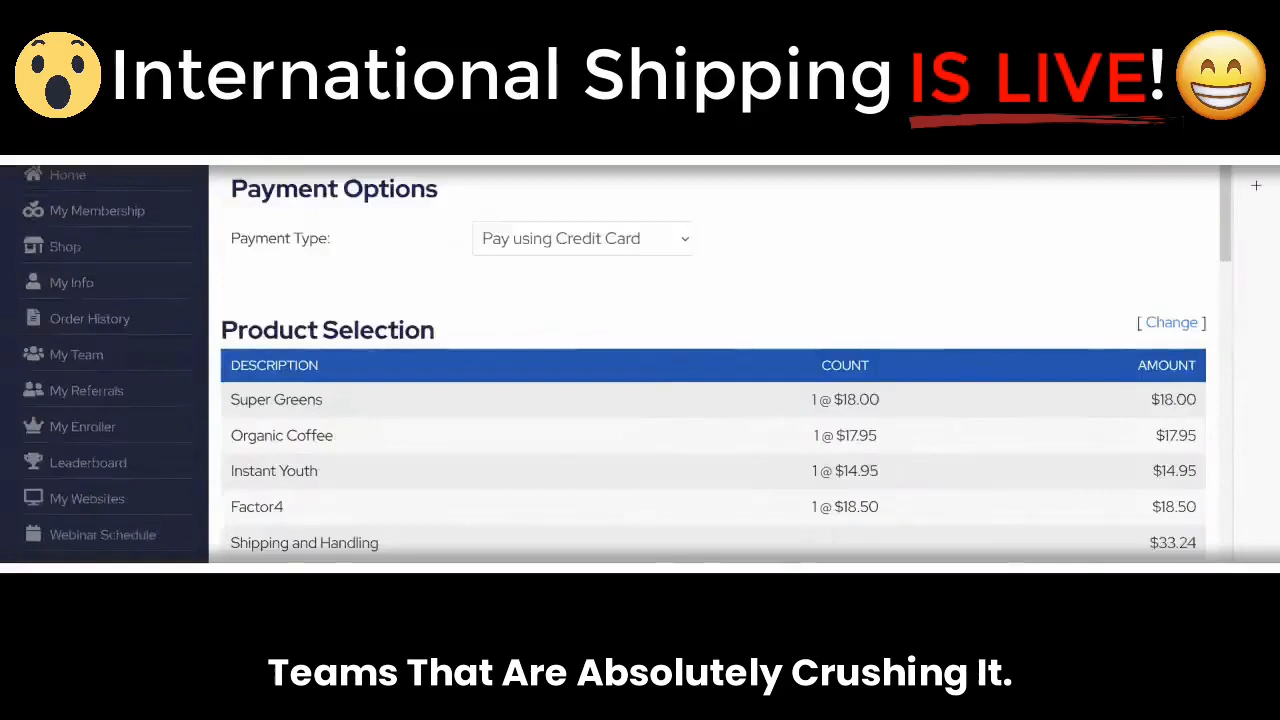 International Shipping IS LIVE!
Home
My Membership
Shop
My Info
Order History
My Team
My Referrals
My Enroller
Leaderboard
My Websites
Webinar Schedule
Payment Options
Payment Type: Pay using Credit Card
Product Selection [ Change ]
DESCRIPTION COUNT AMOUNT
Super Greens 1 @ $18.00 $18.00
Organic Coffee 1 @ $17.95 $17.95
Instant Youth 1 @ $14.95 $14.95
Factor4 1 @ $18.50 $18.50
Shipping and Handling $33.24
Teams That Are Absolutely Crushing It.